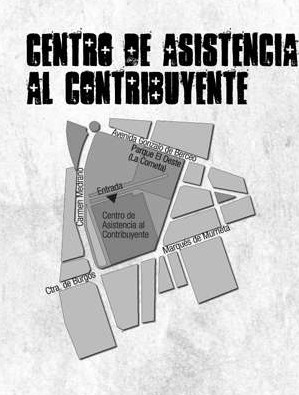 CENTRO DE ASISTENCIA
AL CONTRIBUYENTE
Avenida Gonzalo de Berceo
Parque El Oeste
(La Cometa)
Entrada
Carmen Medrano
Centro de
Asistencia al
Contribuyente
Marqués de Murrieta
Ctra. de Burgos